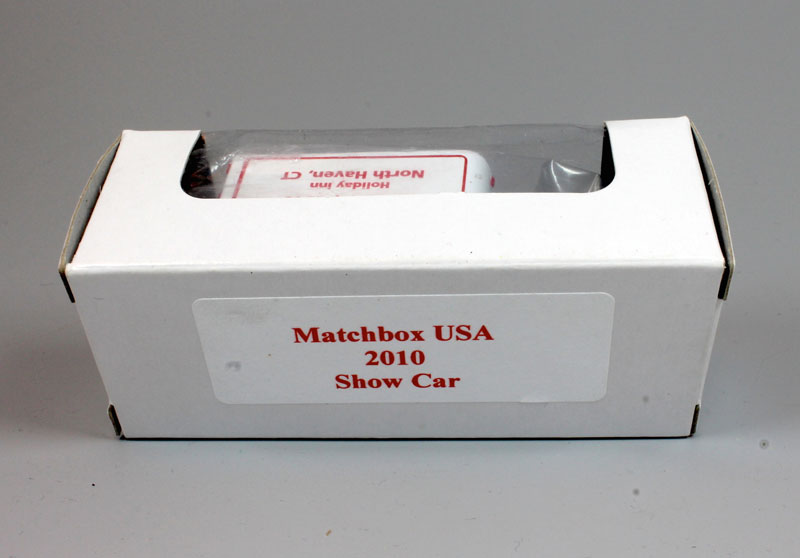 Holiday inn
North Haven, CT
Matchbox USA
2010
Show Car